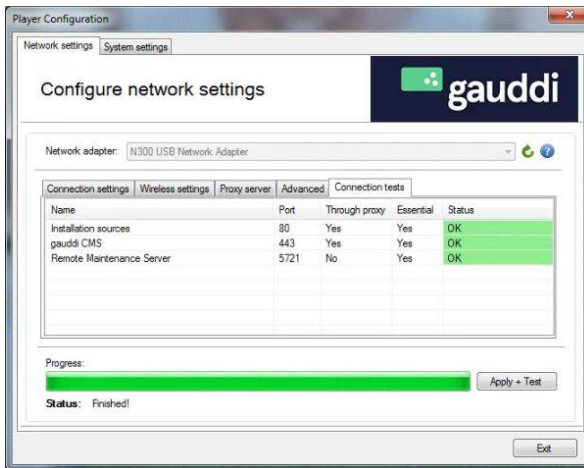 Player Configuration
Network settings System settings
Configure network settings
gauddi
Network adapter: N300 USB Network Adapter
Connection settings Wireless settings Proxy server Advanced Connection tests
Name Port Through proxy Essential Status
Installation sources 80 Yes Yes OK
gauddi CMS 443 Yes Yes OK
Remote Maintenance Server 5721 No Yes OK
Progress:
Apply + Test
Status: Finished!
Exit